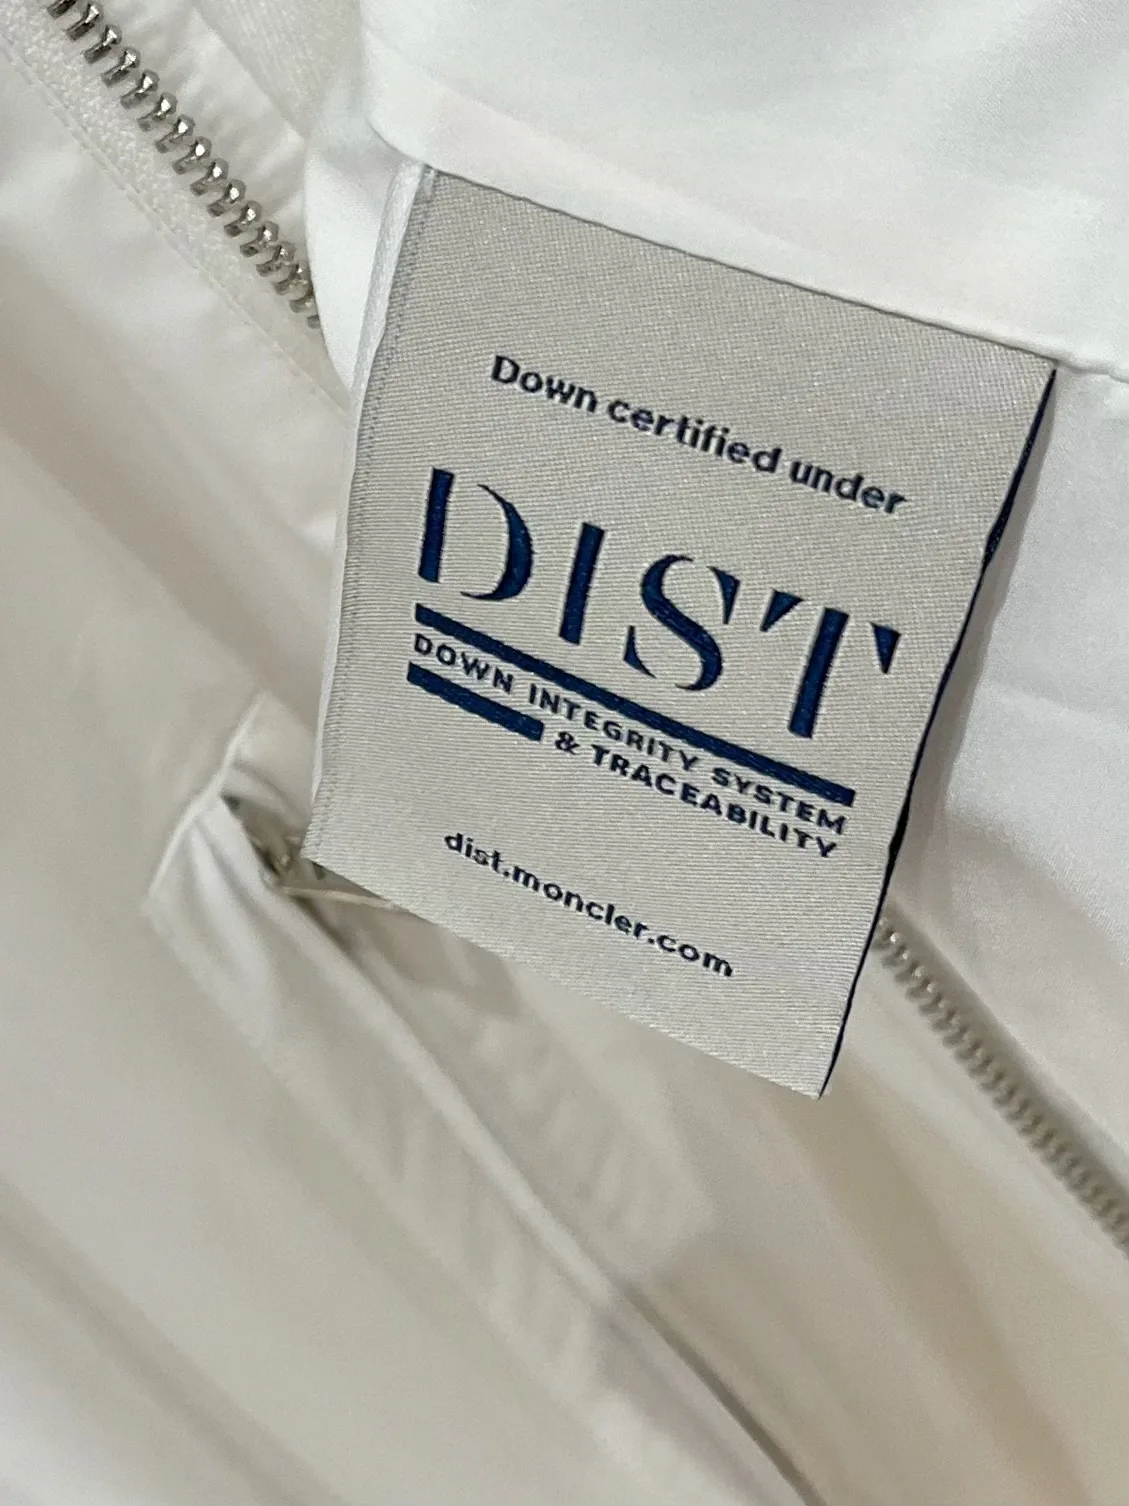 Down certified under
DIST
DOWN INTEGRITY SYSTEM
& TRACEABILITY
dist.moncler.com